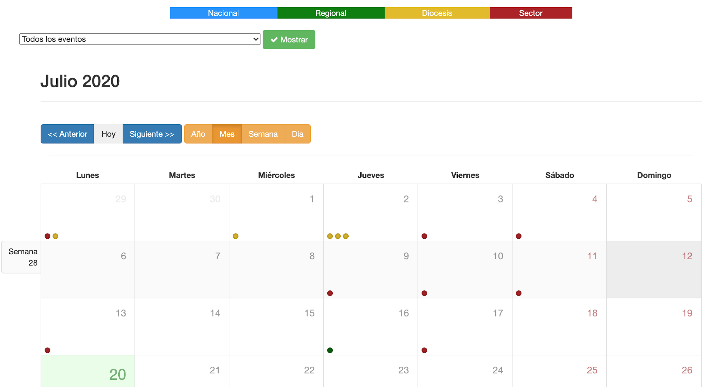 Nacional Regional Diocesis Sector
Todos los eventos Mostrar
Julio 2020
<< Anterior Hoy Siguiente >> Año Mes Semana Día
Lunes Martes Miércoles Jueves Viernes Sábado Domingo
29 30 1 2 3 4 5
Semana 28
6 7 8 9 10 11 12
13 14 15 16 17 18 19
20 21 22 23 24 25 26